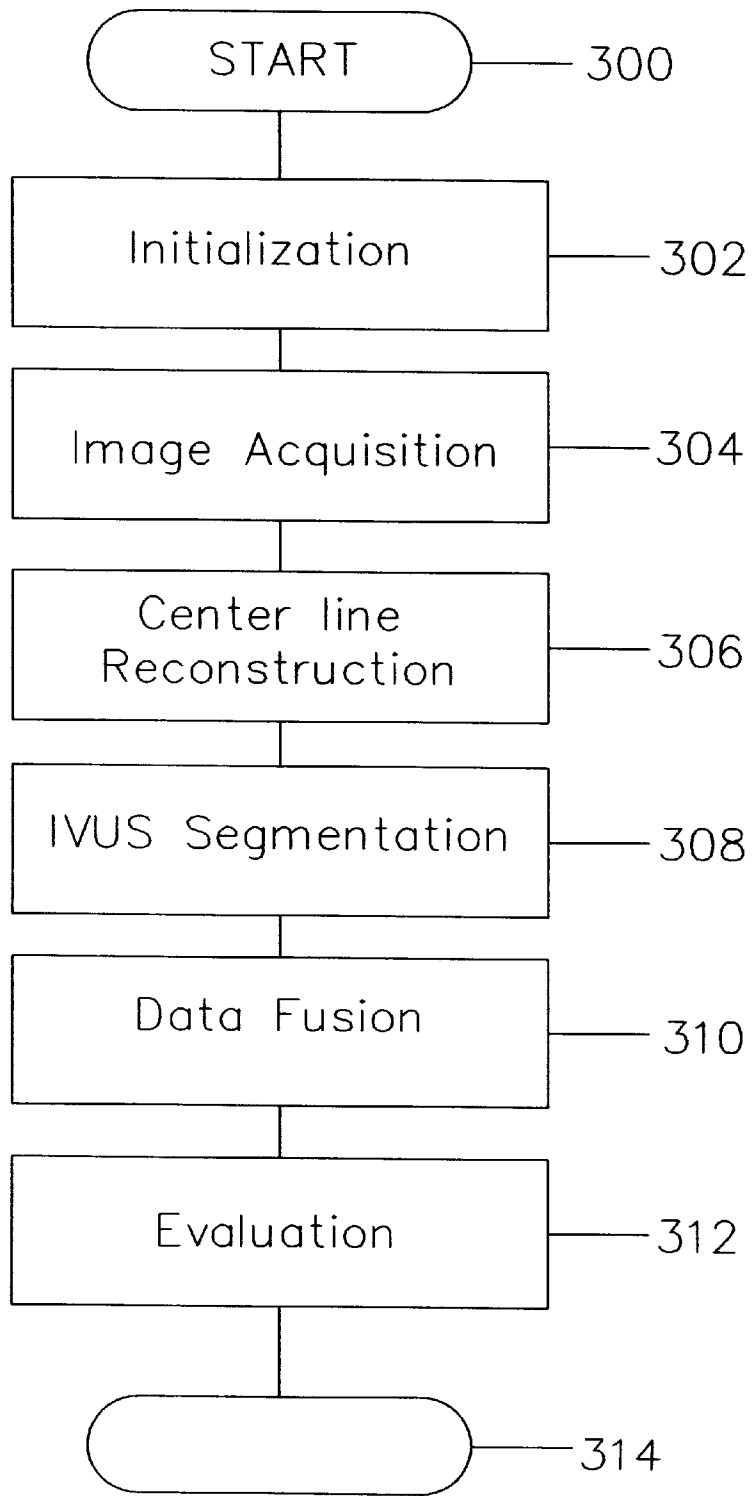 START
300
Initialization
302
Image Acquisition
304
Center line
Reconstruction
306
IVUS Segmentation
308
Data Fusion
310
Evaluation
312
314